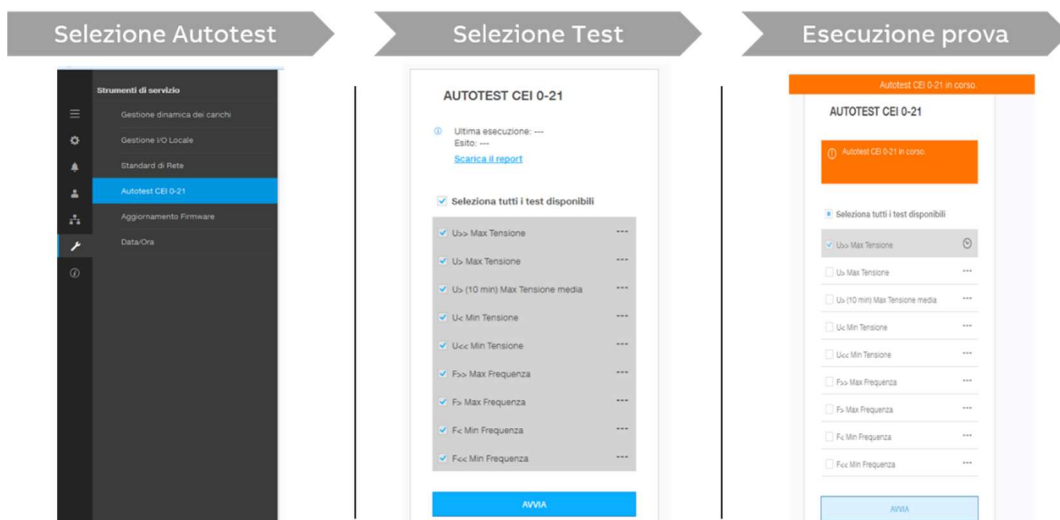 Selezione Autotest
Selezione Test
Esecuzione prova
Strumenti di servizio
Gestione dinamica dei carichi
Gestione I/O Locale
Standard di Rete
Autotest CEI 0-21
Aggiornamento Firmware
Data/Ora
AUTOTEST CEI 0-21
Ultima esecuzione: ---
Esito: ---
Scarica il report
Seleziona tutti i test disponibili
U>> Max Tensione ---
U> Max Tensione ---
U> (10 min) Max Tensione media ---
U< Min Tensione ---
U<< Min Tensione ---
F>> Max Frequenza ---
F> Max Frequenza ---
F< Min Frequenza ---
F<< Min Frequenza ---
AVVIA
Autotest CEI 0-21 in corso.
AUTOTEST CEI 0-21
Autotest CEI 0-21 in corso.
Seleziona tutti i test disponibili
U>> Max Tensione
U> Max Tensione ---
U> (10 min) Max Tensione media ---
U< Min Tensione ---
U<< Min Tensione ---
F>> Max Frequenza ---
F> Max Frequenza ---
F< Min Frequenza ---
F<< Min Frequenza ---
AVVIA